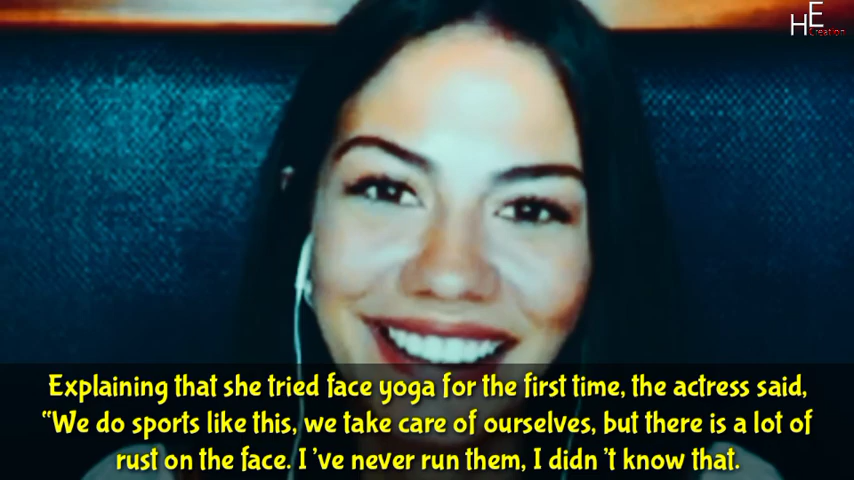 HE
Creation
Explaining that she tried face yoga for the first time, the actress said,
“We do sports like this, we take care of ourselves, but there is a lot of
rust on the face. I 've never run them, I didn 't know that.